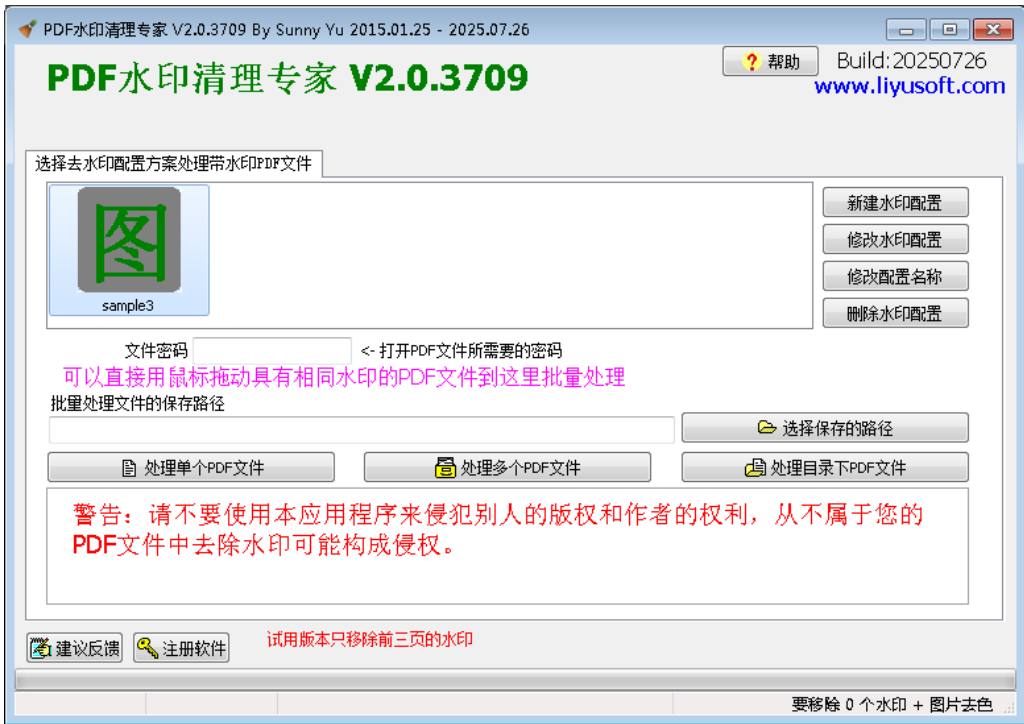 PDF水印清理专家 V2.0.3709 By Sunny Yu 2015.01.25 - 2025.07.26
PDF水印清理专家 V2.0.3709
帮助
Build:20250726
www.liyusoft.com
选择去水印配置方案处理带水印PDF文件
图
sample3
新建水印配置
修改水印配置
修改配置名称
删除水印配置
文件密码
<- 打开PDF文件所需要的密码
可以直接用鼠标拖动具有相同水印的PDF文件到这里批量处理
批量处理文件的保存路径
选择保存的路径
处理单个PDF文件
处理多个PDF文件
处理目录下PDF文件
警告：请不要使用本应用程序来侵犯别人的版权和作者的权利，从不属于您的
PDF文件中去除水印可能构成侵权。
建议反馈
注册软件
试用版本只移除前三页的水印
要移除 0 个水印 + 图片去色